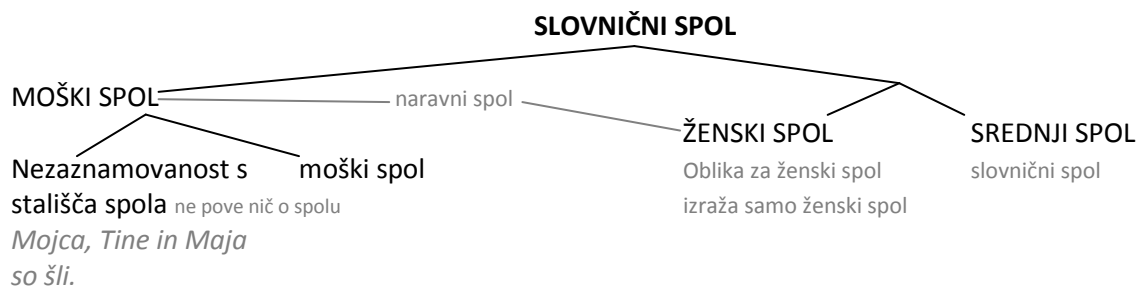 SLOVNIČNI SPOL
MOŠKI SPOL
naravni spol
ŽENSKI SPOL
SREDNJI SPOL
Nezaznamovanost s
stališča spola ne pove nič o spolu
Mojca, Tine in Maja
so šli.
moški spol
Oblika za ženski spol
izraža samo ženski spol
slovnični spol